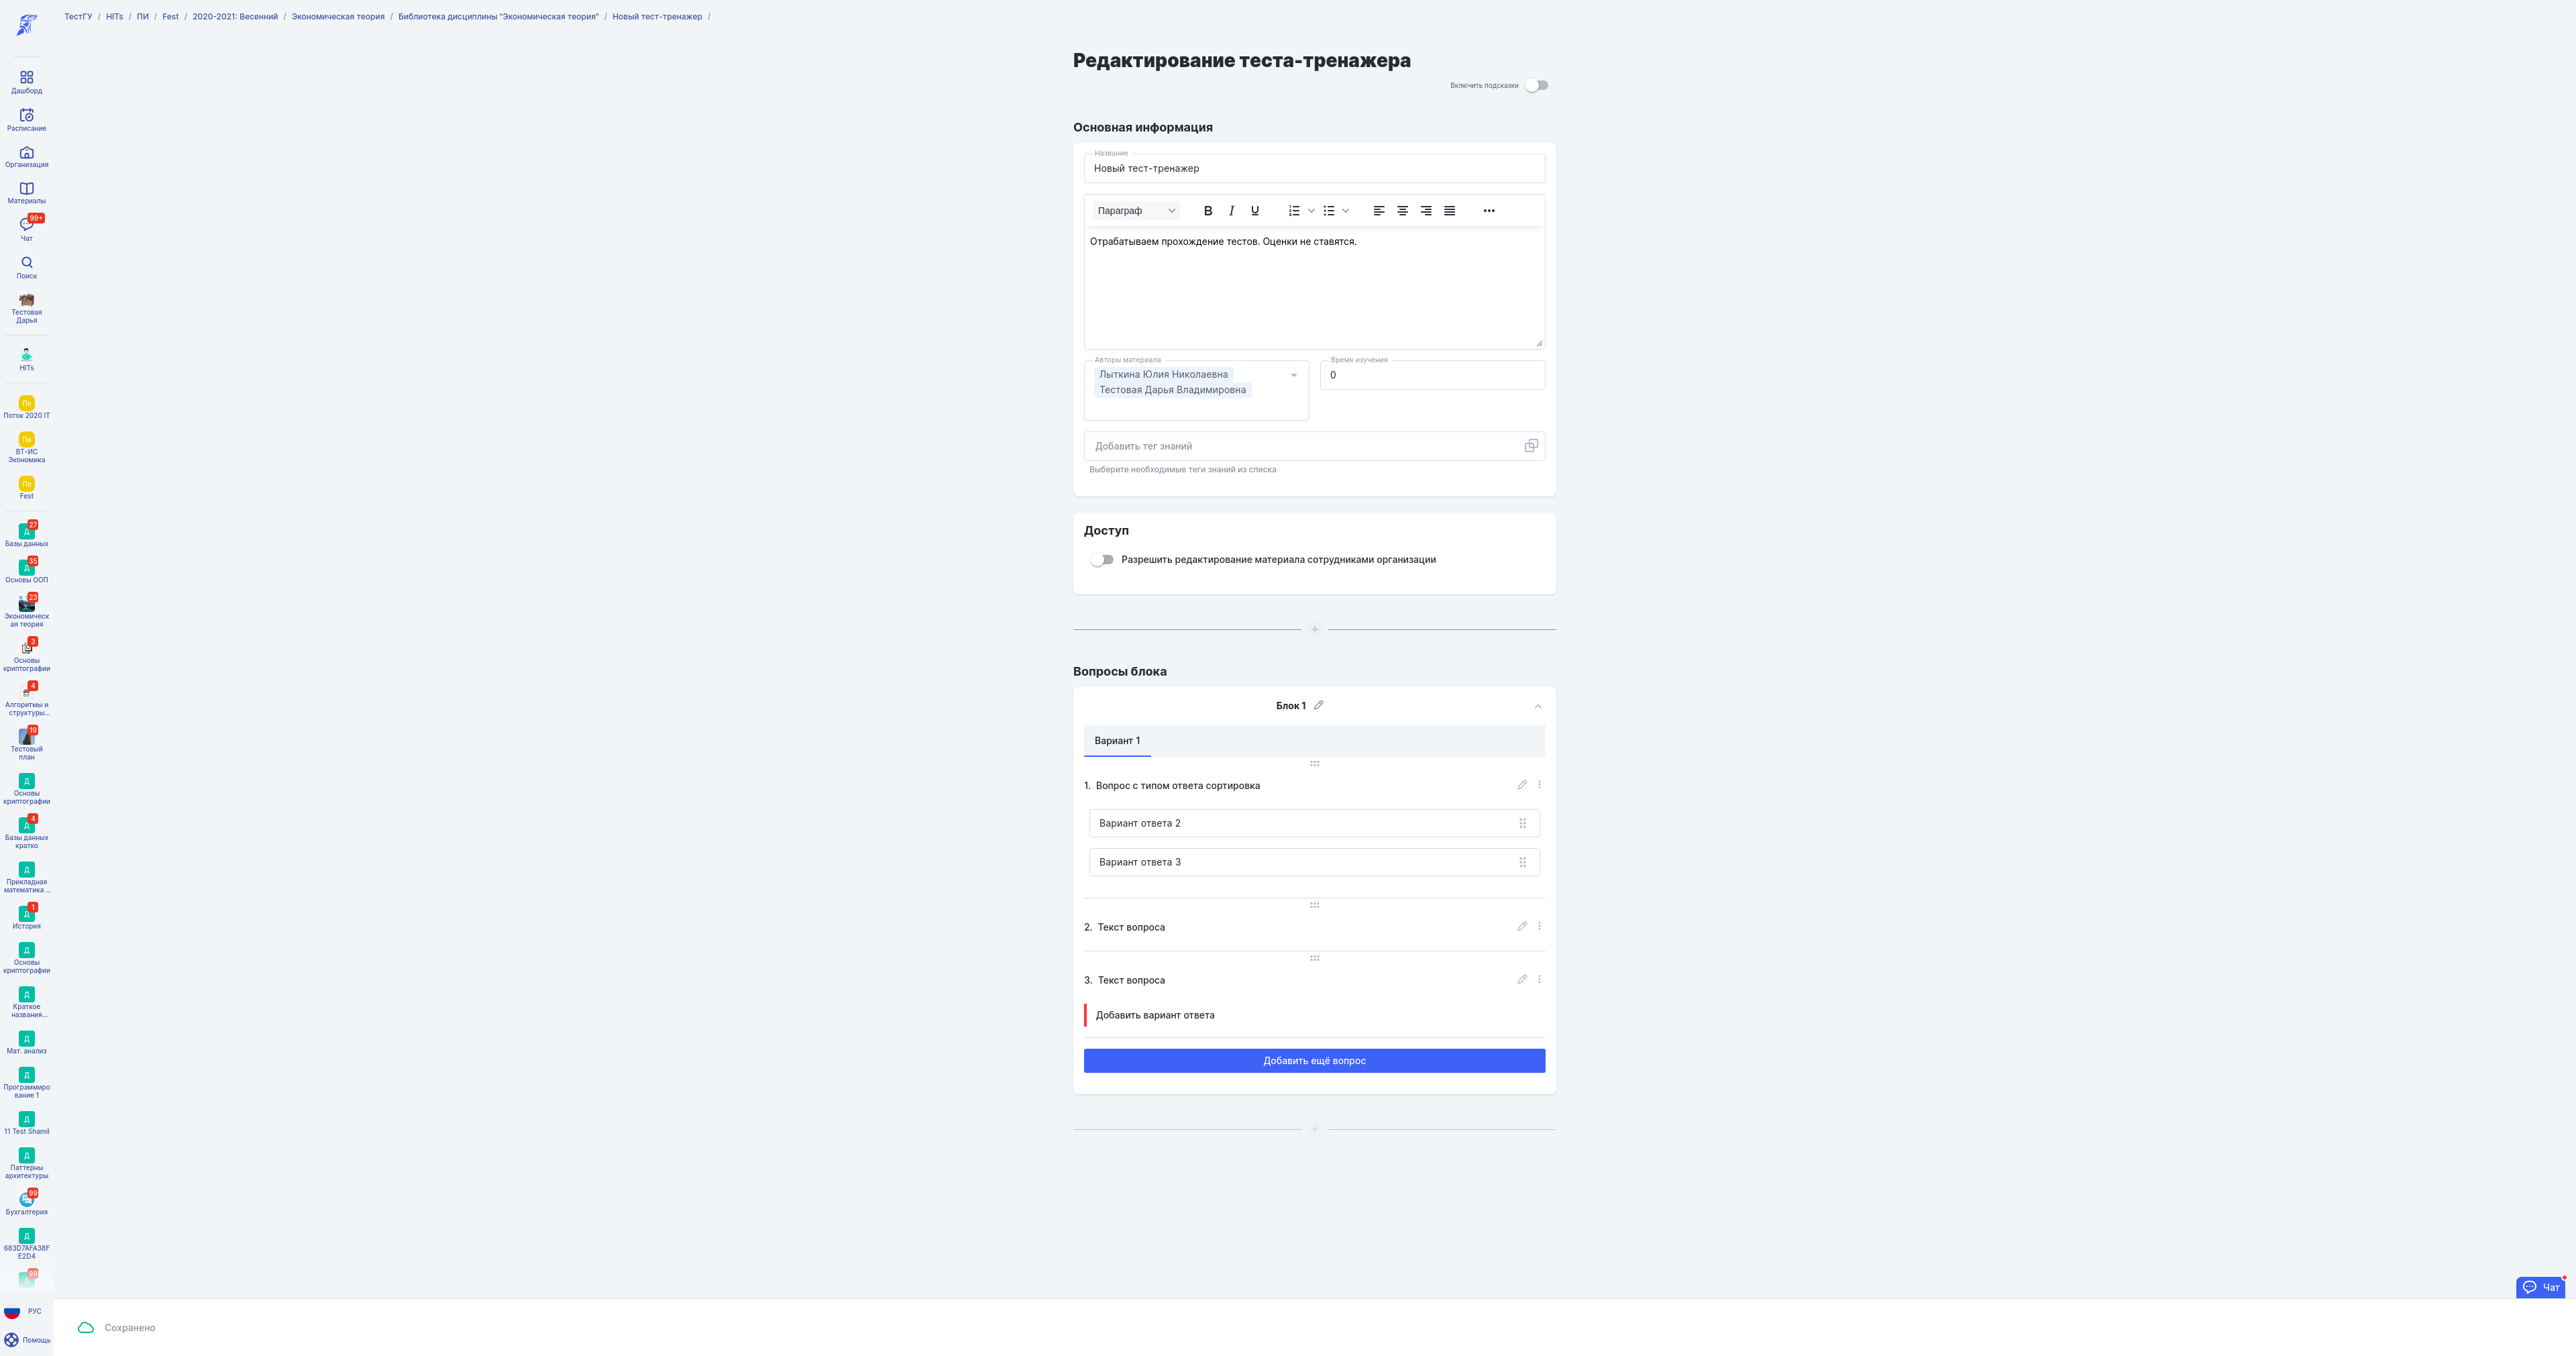 ТестГУ / HITs / ПИ / Fest / 2020-2021: Весенний / Экономическая теория / Библиотека дисциплины "Экономическая теория" / Новый тест-тренажер /
Дашборд
Расписание
Организация
Материалы
99+
Чат
Поиск
Тестовая
Дарья
HITs
По
Поток 2020 IT
По
ВТ-ИС
Экономика
По
Fest
27
Д
Базы данных
35
Д
Основы ООП
23
Экономическ
ая теория
3
Основы
криптографии
4
Алгоритмы и
структуры...
19
Тестовый
план
Д
Основы
криптографии
4
Д
Базы данных
кратко
Д
Прикладная
математика ...
1
Д
История
Д
Основы
криптографии
Д
Краткое
названия...
Д
Мат. анализ
Д
Программиро
вание 1
Д
11 Test Shamil
Д
Паттерны
архитектуры
99
Бухгалтерия
Д
683D7AFA38F
E2D4
99
Д
РУС
Помощь
Редактирование теста-тренажера
Включить подсказки
Основная информация
Название
Новый тест-тренажер
Параграф
Отрабатываем прохождение тестов. Оценки не ставятся.
Авторы материала
Лыткина Юлия Николаевна
Тестовая Дарья Владимировна
Время изучения
0
Добавить тег знаний
Выберите необходимые теги знаний из списка
Доступ
Разрешить редактирование материала сотрудниками организации
Вопросы блока
Блок 1
Вариант 1
1. Вопрос с типом ответа сортировка
Вариант ответа 2
Вариант ответа 3
2. Текст вопроса
3. Текст вопроса
Добавить вариант ответа
Добавить ещё вопрос
Чат
Сохранено